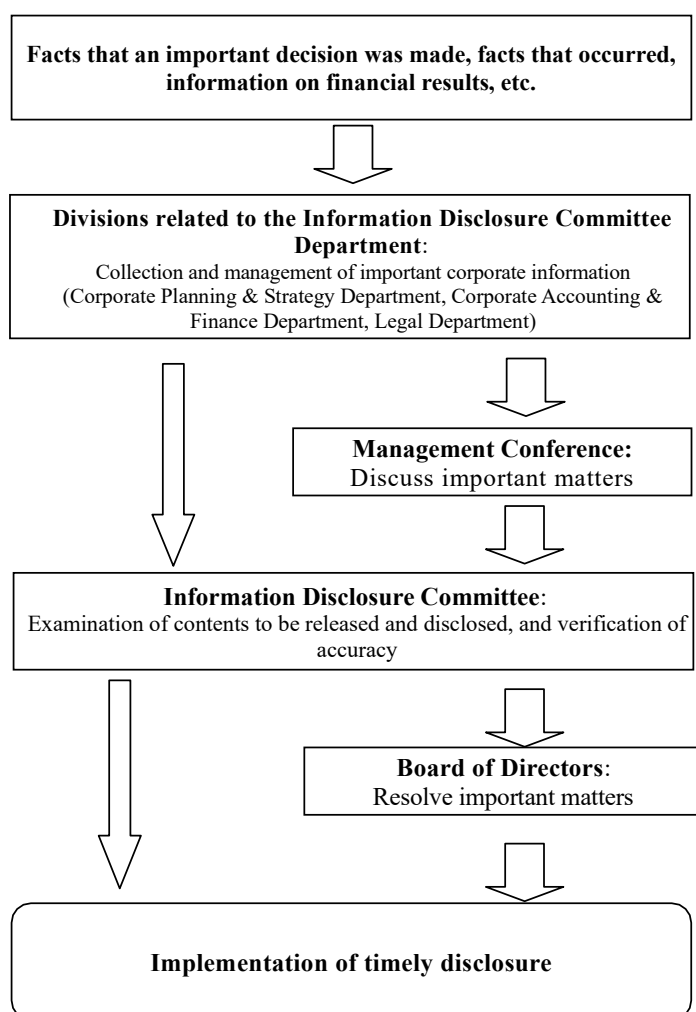 Facts that an important decision was made, facts that occurred,
information on financial results, etc.
Divisions related to the Information Disclosure Committee
Department:
Collection and management of important corporate information
(Corporate Planning & Strategy Department, Corporate Accounting &
Finance Department, Legal Department)
Management Conference:
Discuss important matters
Information Disclosure Committee:
Examination of contents to be released and disclosed, and verification of
accuracy
Board of Directors:
Resolve important matters
Implementation of timely disclosure